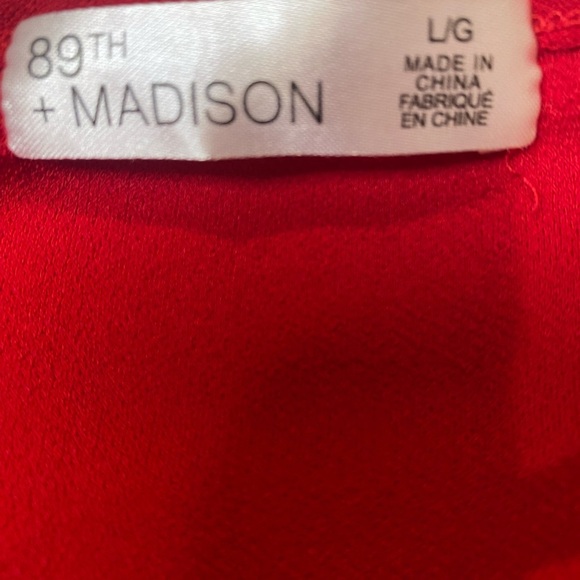 89TH
+ MADISON
L/G
MADE IN
CHINA
FABRIQUÉ
EN CHINE